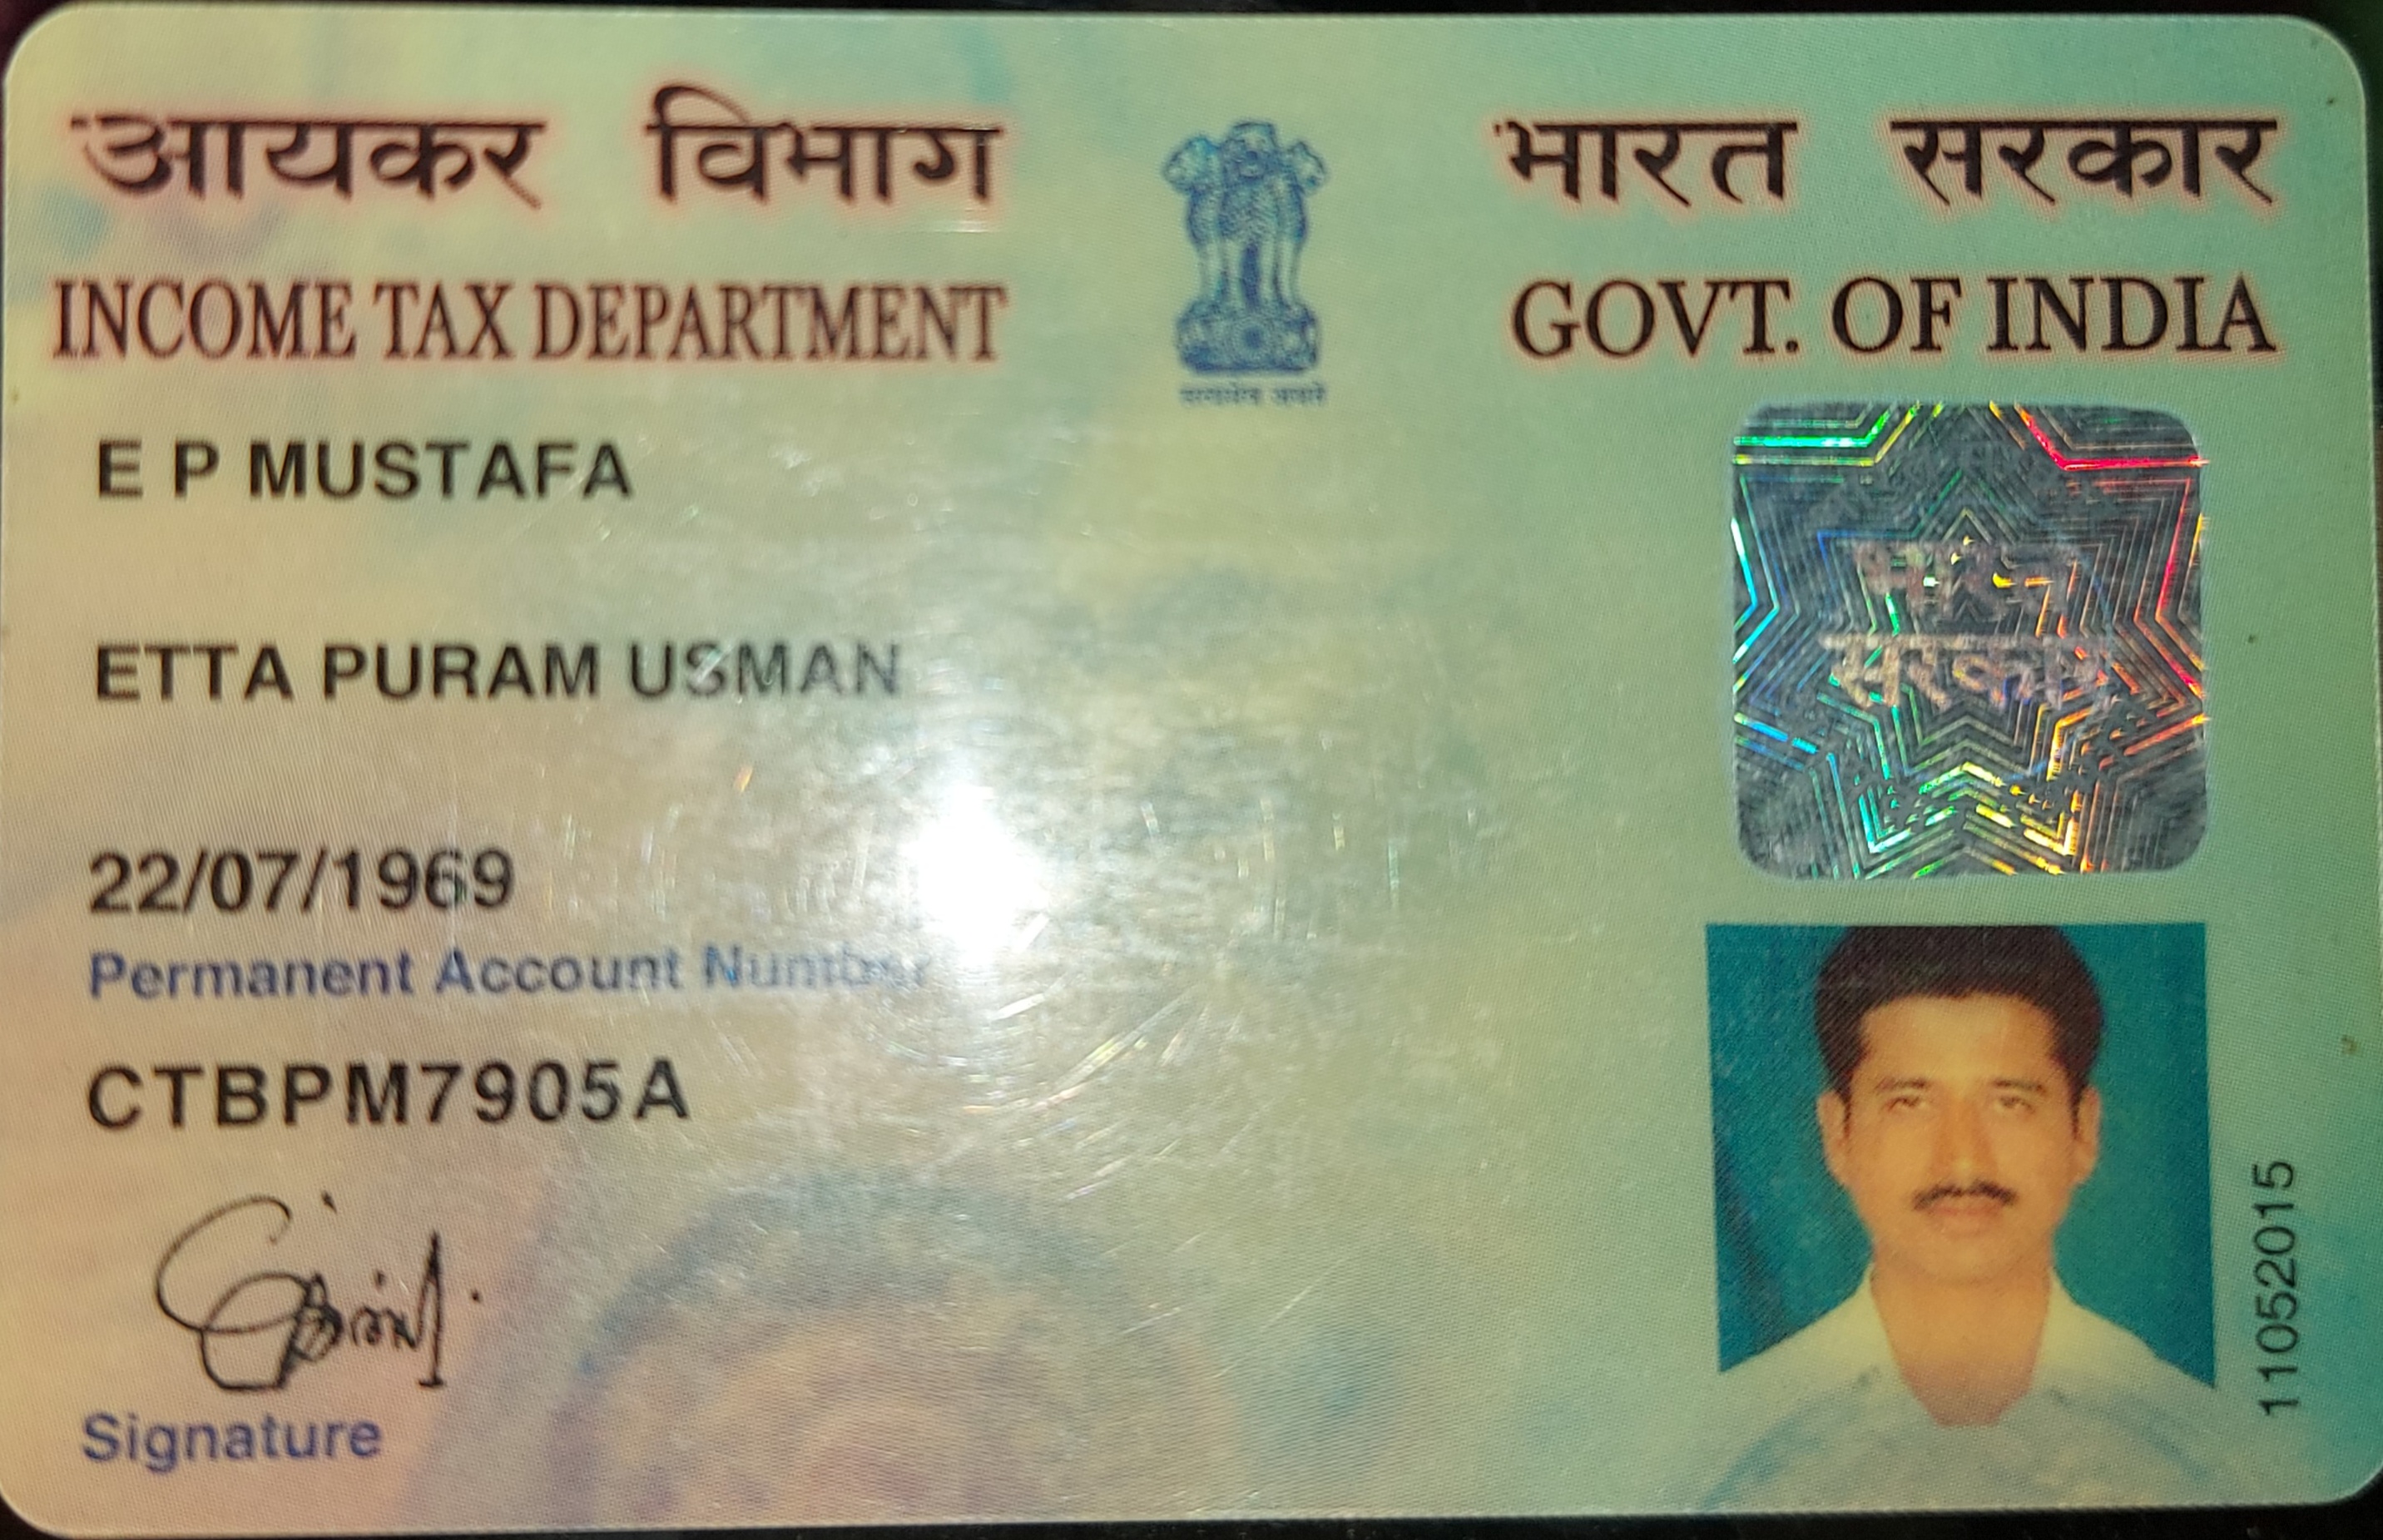 आयकर विभाग
INCOME TAX DEPARTMENT
भारत सरकार
GOVT. OF INDIA
सत्यमेव जयते
E P MUSTAFA
ETTA PURAM USMAN
22/07/1969
Permanent Account Number
CTBPM7905A
Signature
भारत
सरकार
11052015